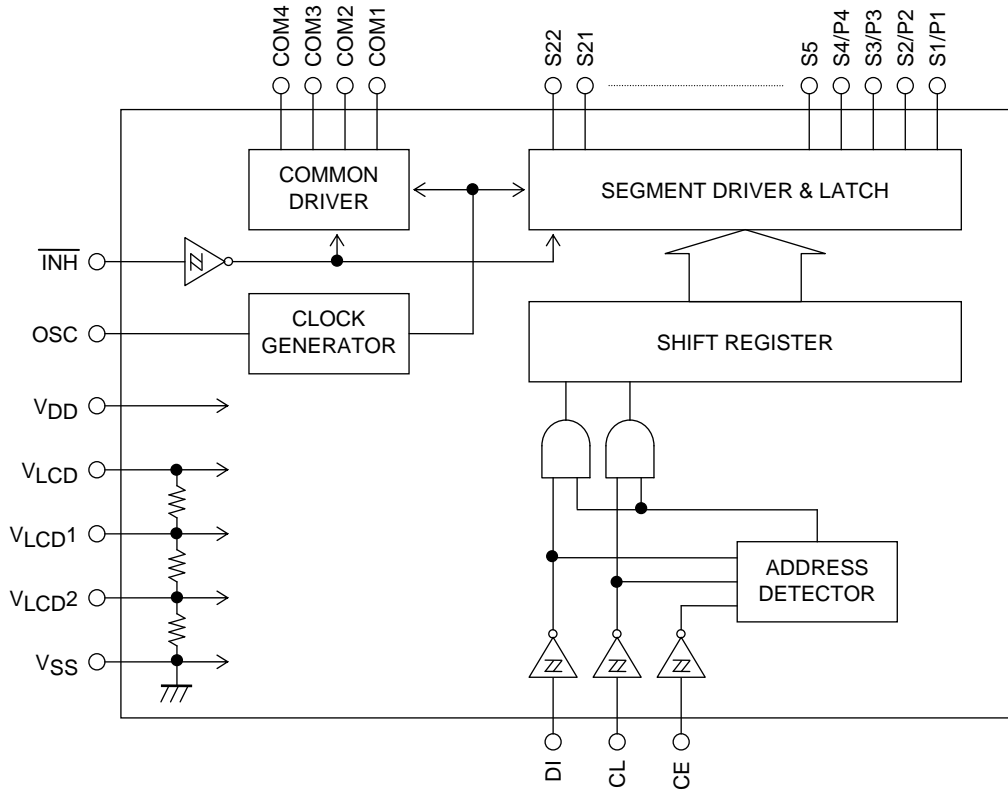 COM4
COM3
COM2
COM1
S22
S21
S5
S4/P4
S3/P3
S2/P2
S1/P1
COMMON
DRIVER
SEGMENT DRIVER & LATCH
INH
OSC
CLOCK
GENERATOR
SHIFT REGISTER
VDD
VLCD
VLCD1
VLCD2
VSS
ADDRESS
DETECTOR
DI
CL
CE